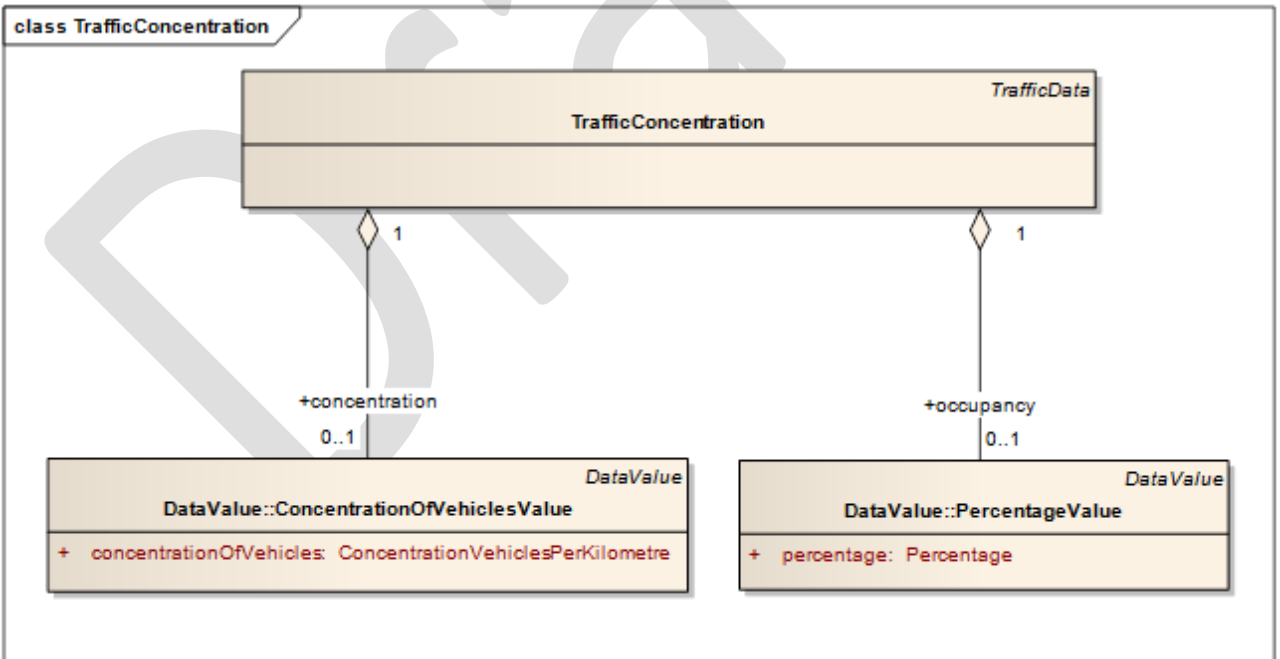 class TrafficConcentration
TrafficData
TrafficConcentration
1
1
+concentration
+occupancy
0..1
0..1
DataValue
DataValue::ConcentrationOfVehiclesValue
+ concentrationOfVehicles: ConcentrationVehiclesPerKilometre
DataValue
DataValue::PercentageValue
+ percentage: Percentage